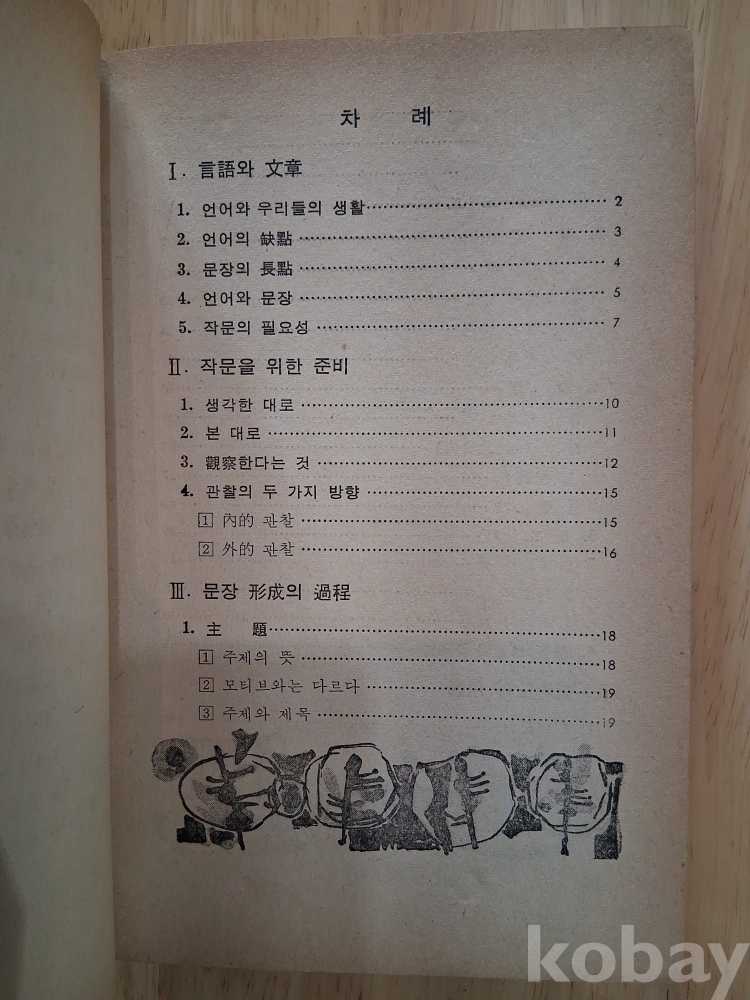 차 례
Ⅰ. 言語와 文章
1. 언어와 우리들의 생활 2
2. 언어의 缺點 3
3. 문장의 長點 4
4. 언어와 문장 5
5. 작문의 필요성 7
Ⅱ. 작문을 위한 준비
1. 생각한 대로 10
2. 본 대로 11
3. 觀察한다는 것 12
4. 관찰의 두 가지 방향 15
1 內的 관찰 15
2 外的 관찰 16
Ⅲ. 문장 形成의 過程
1. 主 題 18
1 주제의 뜻 18
2 모티브와는 다르다 19
3 주제와 제목 19
kobay